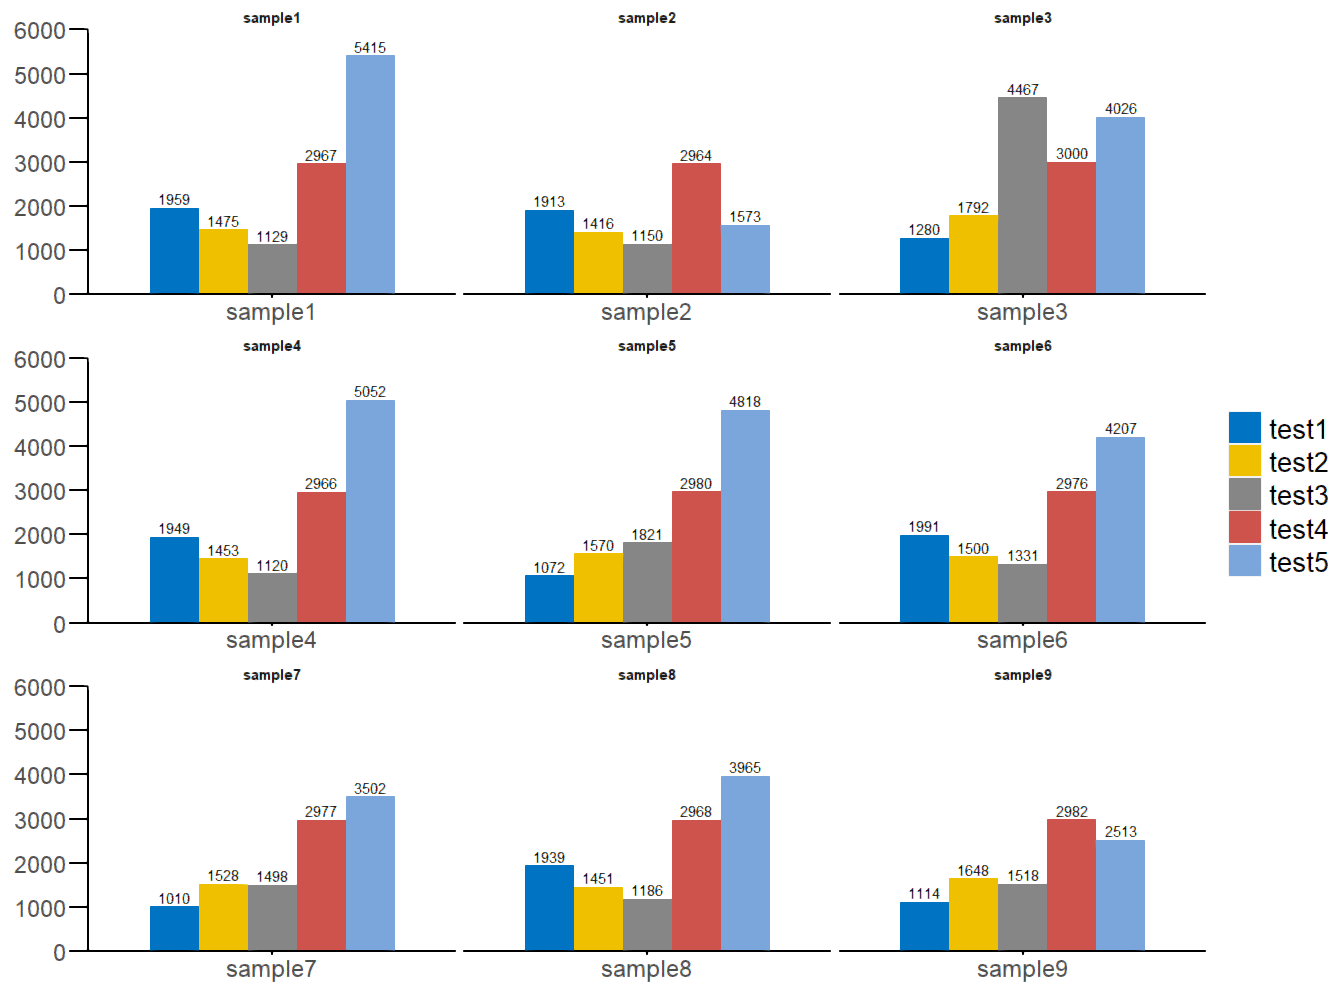 sample1 sample2 sample3
6000
5415
5000
4467
4026
4000
2967 2964 3000
3000
1959 1913 1792
2000
1475 1416 1573
1129 1150 1280
1000
0
sample1 sample2 sample3
sample4 sample5 sample6
6000
5052
4818
5000
4207
4000
2966 2980 2976
3000
1949 1821 1991
2000
1453 1570 1500
1120 1072 1331
1000
0
sample4 sample5 sample6
test1
test2
test3
test4
test5
sample7 sample8 sample9
6000
5000
3965
4000
3502
2977 2968 2982
3000
2513
1939
2000
1528 1498 1451 1648 1518
1010 1186 1114
1000
0
sample7 sample8 sample9